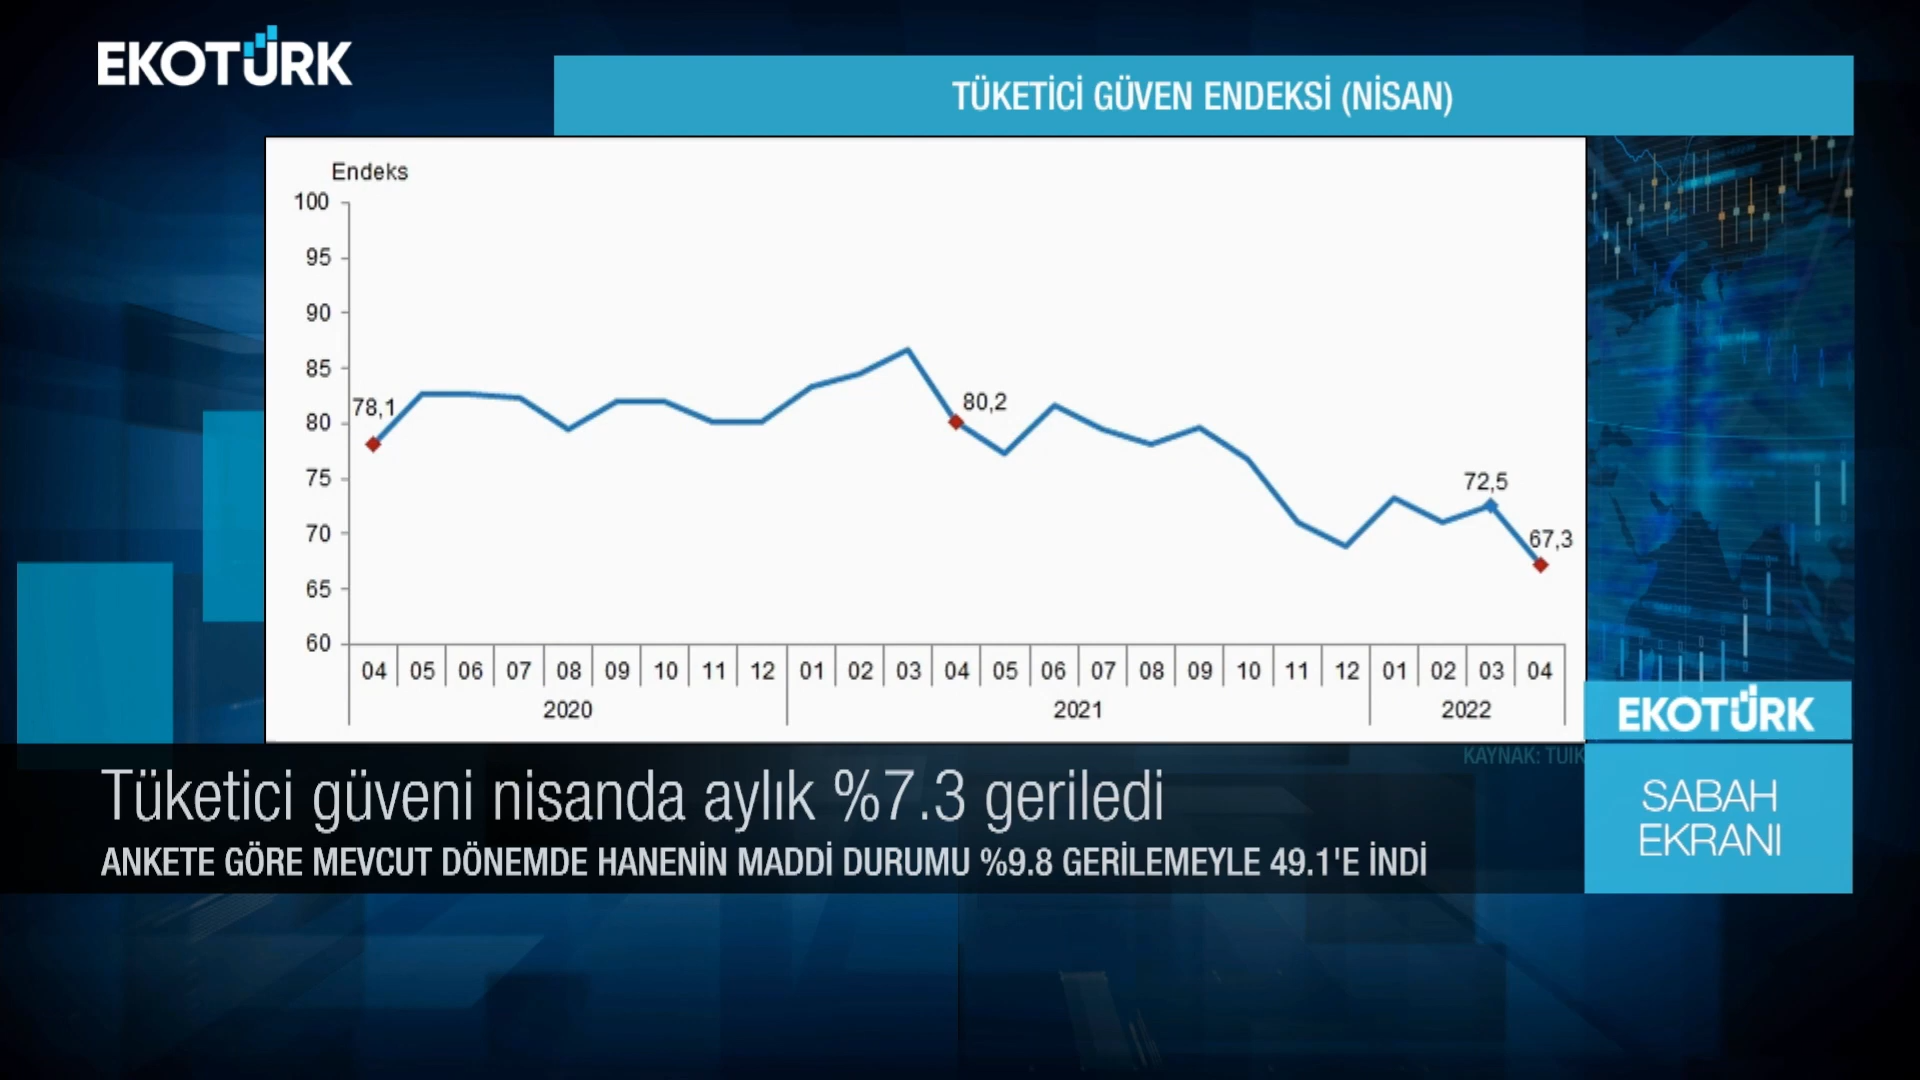 EKOTÜRK
TÜKETİCİ GÜVEN ENDEKSİ (NİSAN)
Endeks
100
95
90
85
80
75
70
65
60
78,1
80,2
72,5
67,3
04 05 06 07 08 09 10 11 12 01 02 03 04 05 06 07 08 09 10 11 12 01 02 03 04
2020 2021 2022
EKOTÜRK
KAYNAK: TUIK
Tüketici güveni nisanda aylık %7.3 geriledi
ANKETE GÖRE MEVCUT DÖNEMDE HANENİN MADDİ DURUMU %9.8 GERİLEMEYLE 49.1'E İNDİ
SABAH
EKRANI